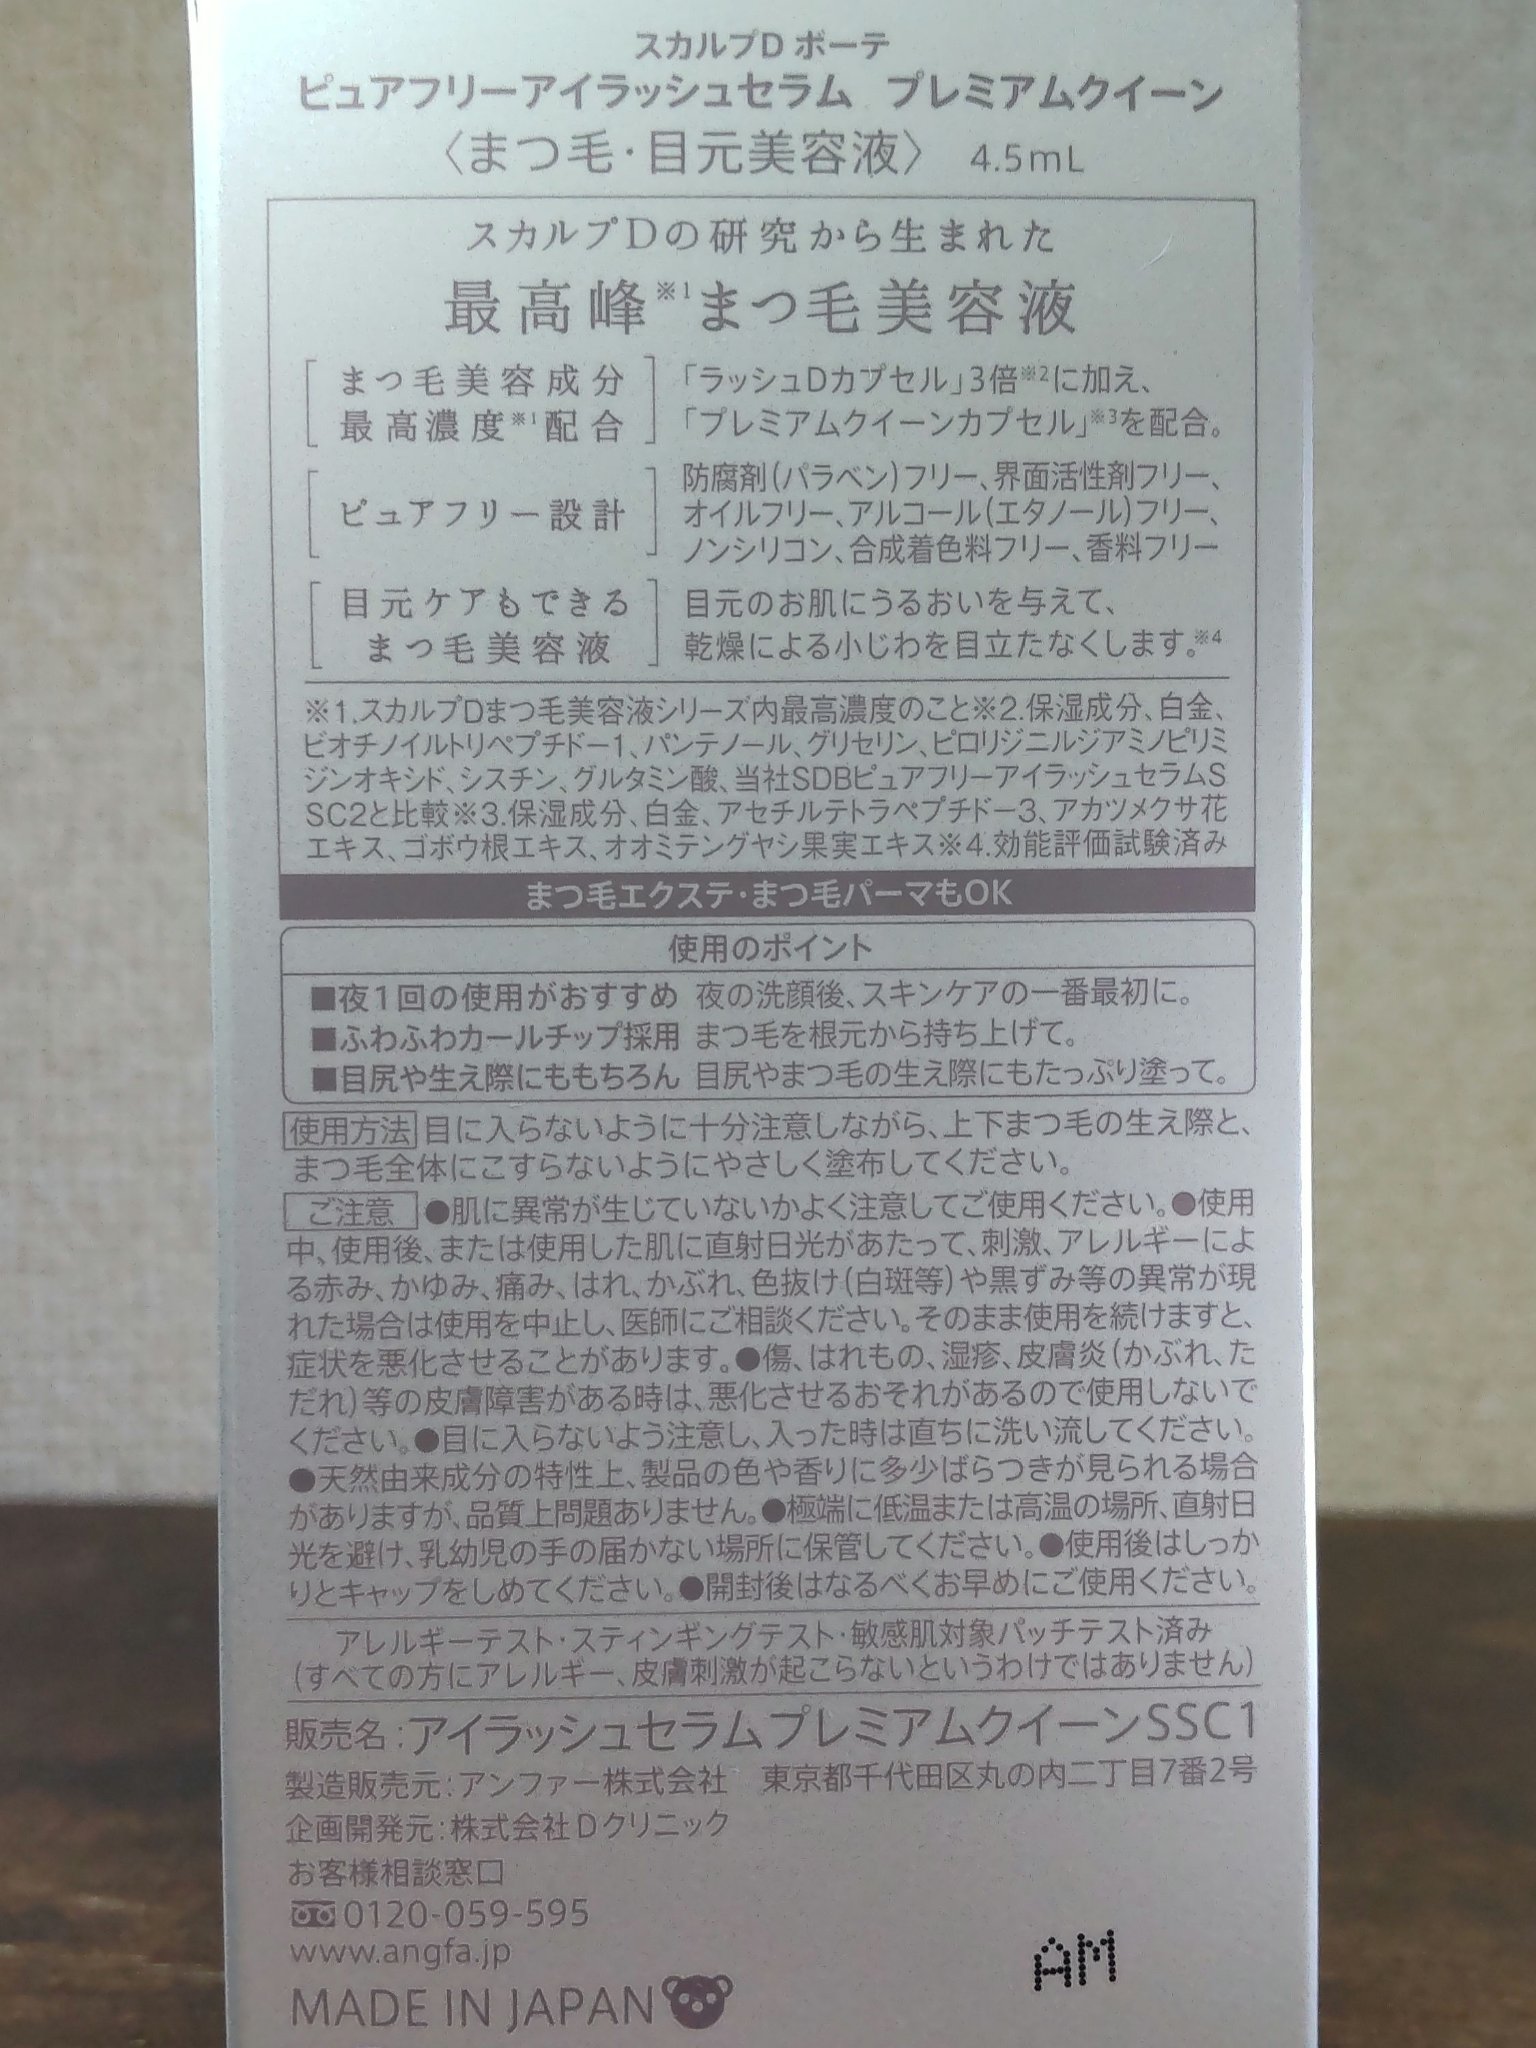 スカルプD ボーテ
ピュアフリーアイラッシュセラム プレミアムクイーン
〈まつ毛・目元美容液〉 4.5mL
スカルプDの研究から生まれた
最高峰※1まつ毛美容液
まつ毛美容成分 「ラッシュDカプセル」3倍※2に加え、
最高濃度※1配合 「プレミアムクイーンカプセル」※3を配合。
防腐剤(パラベン)フリー、界面活性剤フリー、
ピュアフリー設計 オイルフリー、アルコール(エタノール)フリー、
ノンシリコン、合成着色料フリー、香料フリー
目元ケアもできる 目元のお肌にうるおいを与えて、
まつ毛美容液 乾燥による小じわを目立たなくします。※4
※1.スカルプDまつ毛美容液シリーズ内最高濃度のこと※2.保湿成分、白金、
ビオチノイルトリペプチド-1、パンテノール、グリセリン、ピロリジニルジアミノピリミ
ジンオキシド、シスチン、グルタミン酸、当社SDBピュアフリーアイラッシュセラムS
SC2と比較※3.保湿成分、白金、アセチルテトラペプチド-3、アカツメクサ花
エキス、ゴボウ根エキス、オオミテングヤシ果実エキス※4.効能評価試験済み
まつ毛エクステ・まつ毛パーマもOK
使用のポイント
■夜1回の使用がおすすめ 夜の洗顔後、スキンケアの一番最初に。
■ふわふわカールチップ採用 まつ毛を根元から持ち上げて。
■目尻や生え際にももちろん 目尻やまつ毛の生え際にもたっぷり塗って。
使用方法 目に入らないように十分注意しながら、上下まつ毛の生え際と、
まつ毛全体にこすらないようにやさしく塗布してください。
ご注意 ●肌に異常が生じていないかよく注意してご使用ください。●使用
中、使用後、または使用した肌に直射日光があたって、刺激、アレルギーによ
る赤み、かゆみ、痛み、はれ、かぶれ、色抜け(白斑等)や黒ずみ等の異常が現
れた場合は使用を中止し、医師にご相談ください。そのまま使用を続けますと、
症状を悪化させることがあります。●傷、はれもの、湿疹、皮膚炎(かぶれ、た
だれ)等の皮膚障害がある時は、悪化させるおそれがあるので使用しないで
ください。●目に入らないよう注意し、入った時は直ちに洗い流してください。
●天然由来成分の特性上、製品の色や香りに多少ばらつきが見られる場合
がありますが、品質上問題ありません。●極端に低温または高温の場所、直射日
光を避け、乳幼児の手の届かない場所に保管してください。●使用後はしっか
りとキャップをしめてください。●開封後はなるべくお早めにご使用ください。
アレルギーテスト・スティンギングテスト・敏感肌対象パッチテスト済み
(すべての方にアレルギー、皮膚刺激が起こらないというわけではありません)
販売名:アイラッシュセラム プレミアムクイーンSSC1
製造販売元:アンファー株式会社 東京都千代田区丸の内二丁目7番2号
企画開発元:株式会社Dクリニック
お客様相談窓口
0120-059-595
www.angfa.jp
MADE IN JAPAN
AM